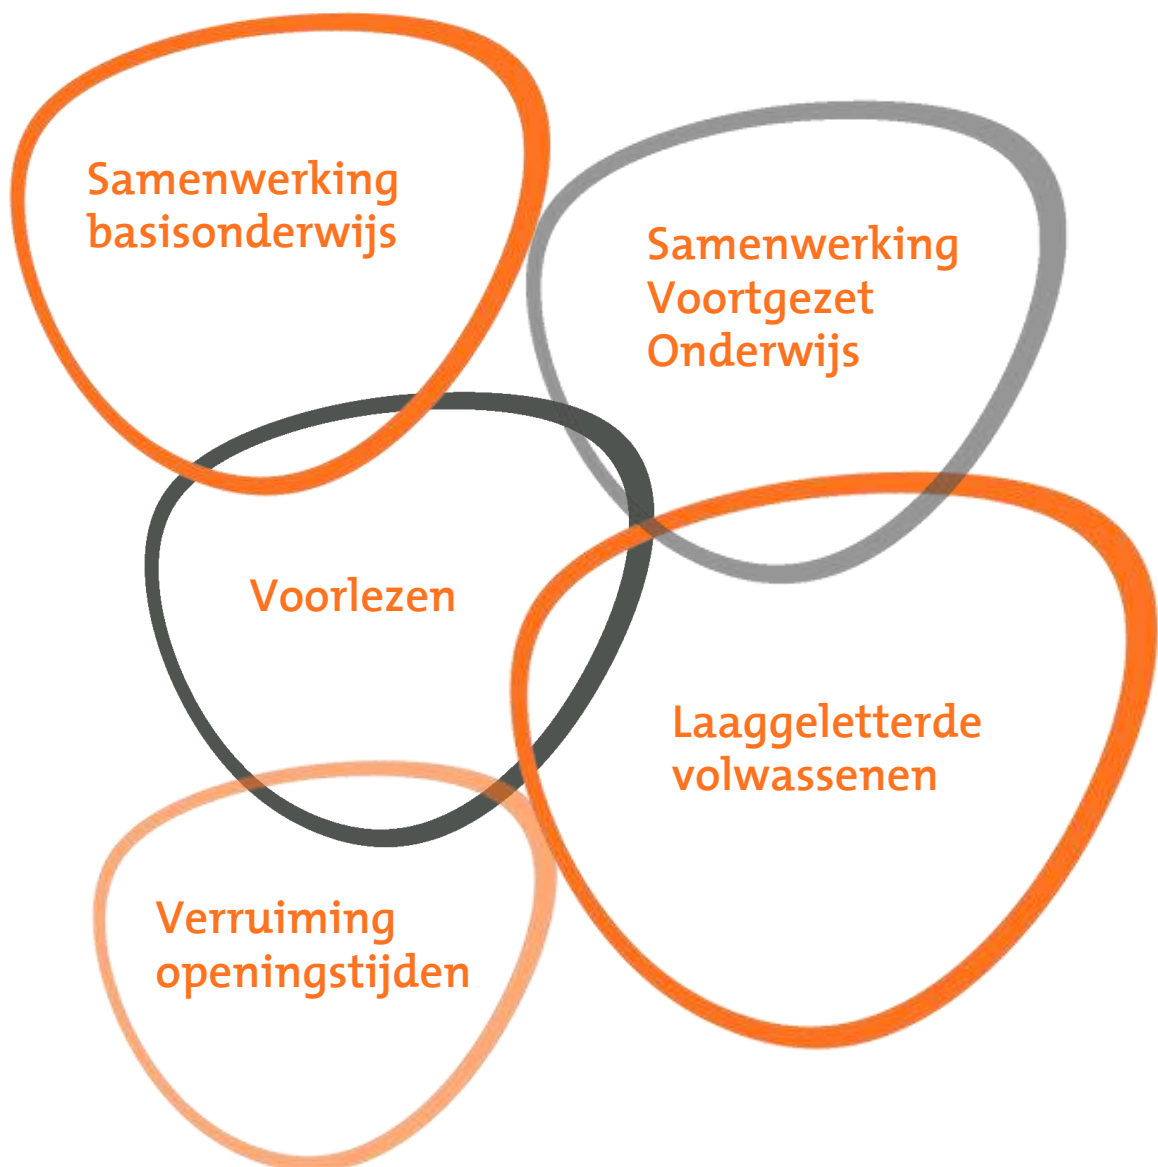 Samenwerking
basisonderwijs
Samenwerking
Voortgezet
Onderwijs
Voorlezen
Laaggeletterde
volwassenen
Verruiming
openingstijden